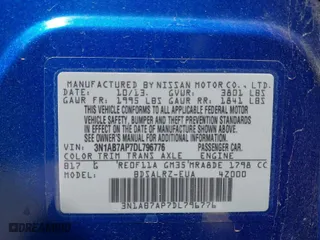 MANUFACTURED BY NISSAN MOTOR CO., LTD.
DATE: 10/13. GVWR: 3801 LBS
GAWR FR: 1995 LBS GAWR RR: 1841 LBS
THIS VEHICLE CONFORMS TO ALL APPLICABLE FEDERAL MOTOR
VEHICLE SAFETY, BUMPER AND THEFT PREVENTION STANDARDS
IN EFFECT ON THE DATE OF MANUFACTURE SHOWN ABOVE.
SEE OWNER'S MANUAL
VIN: 3N1AB7AP7DL796776 PASSENGER CAR.
COLOR TRIM TRANS AXLE ENGINE
B17 G RE0F11A GM35 MRA8DE 1798 CC
MODEL: BDSALRZ-EUA 4Z000
3N1AB7AP7DL796776